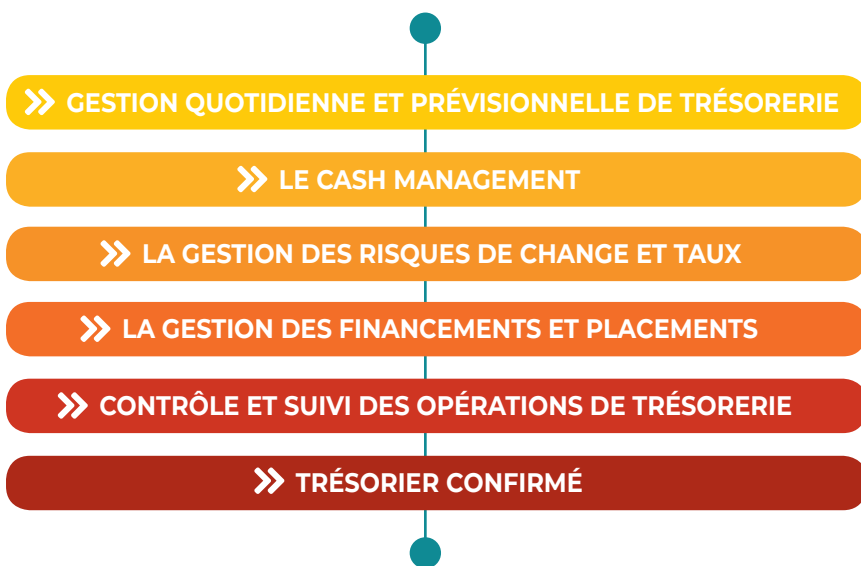 GESTION QUOTIDIENNE ET PRÉVISIONNELLE DE TRÉSORERIE
LE CASH MANAGEMENT
LA GESTION DES RISQUES DE CHANGE ET TAUX
LA GESTION DES FINANCEMENTS ET PLACEMENTS
CONTRÔLE ET SUIVI DES OPÉRATIONS DE TRÉSORERIE
TRÉSORIER CONFIRMÉ